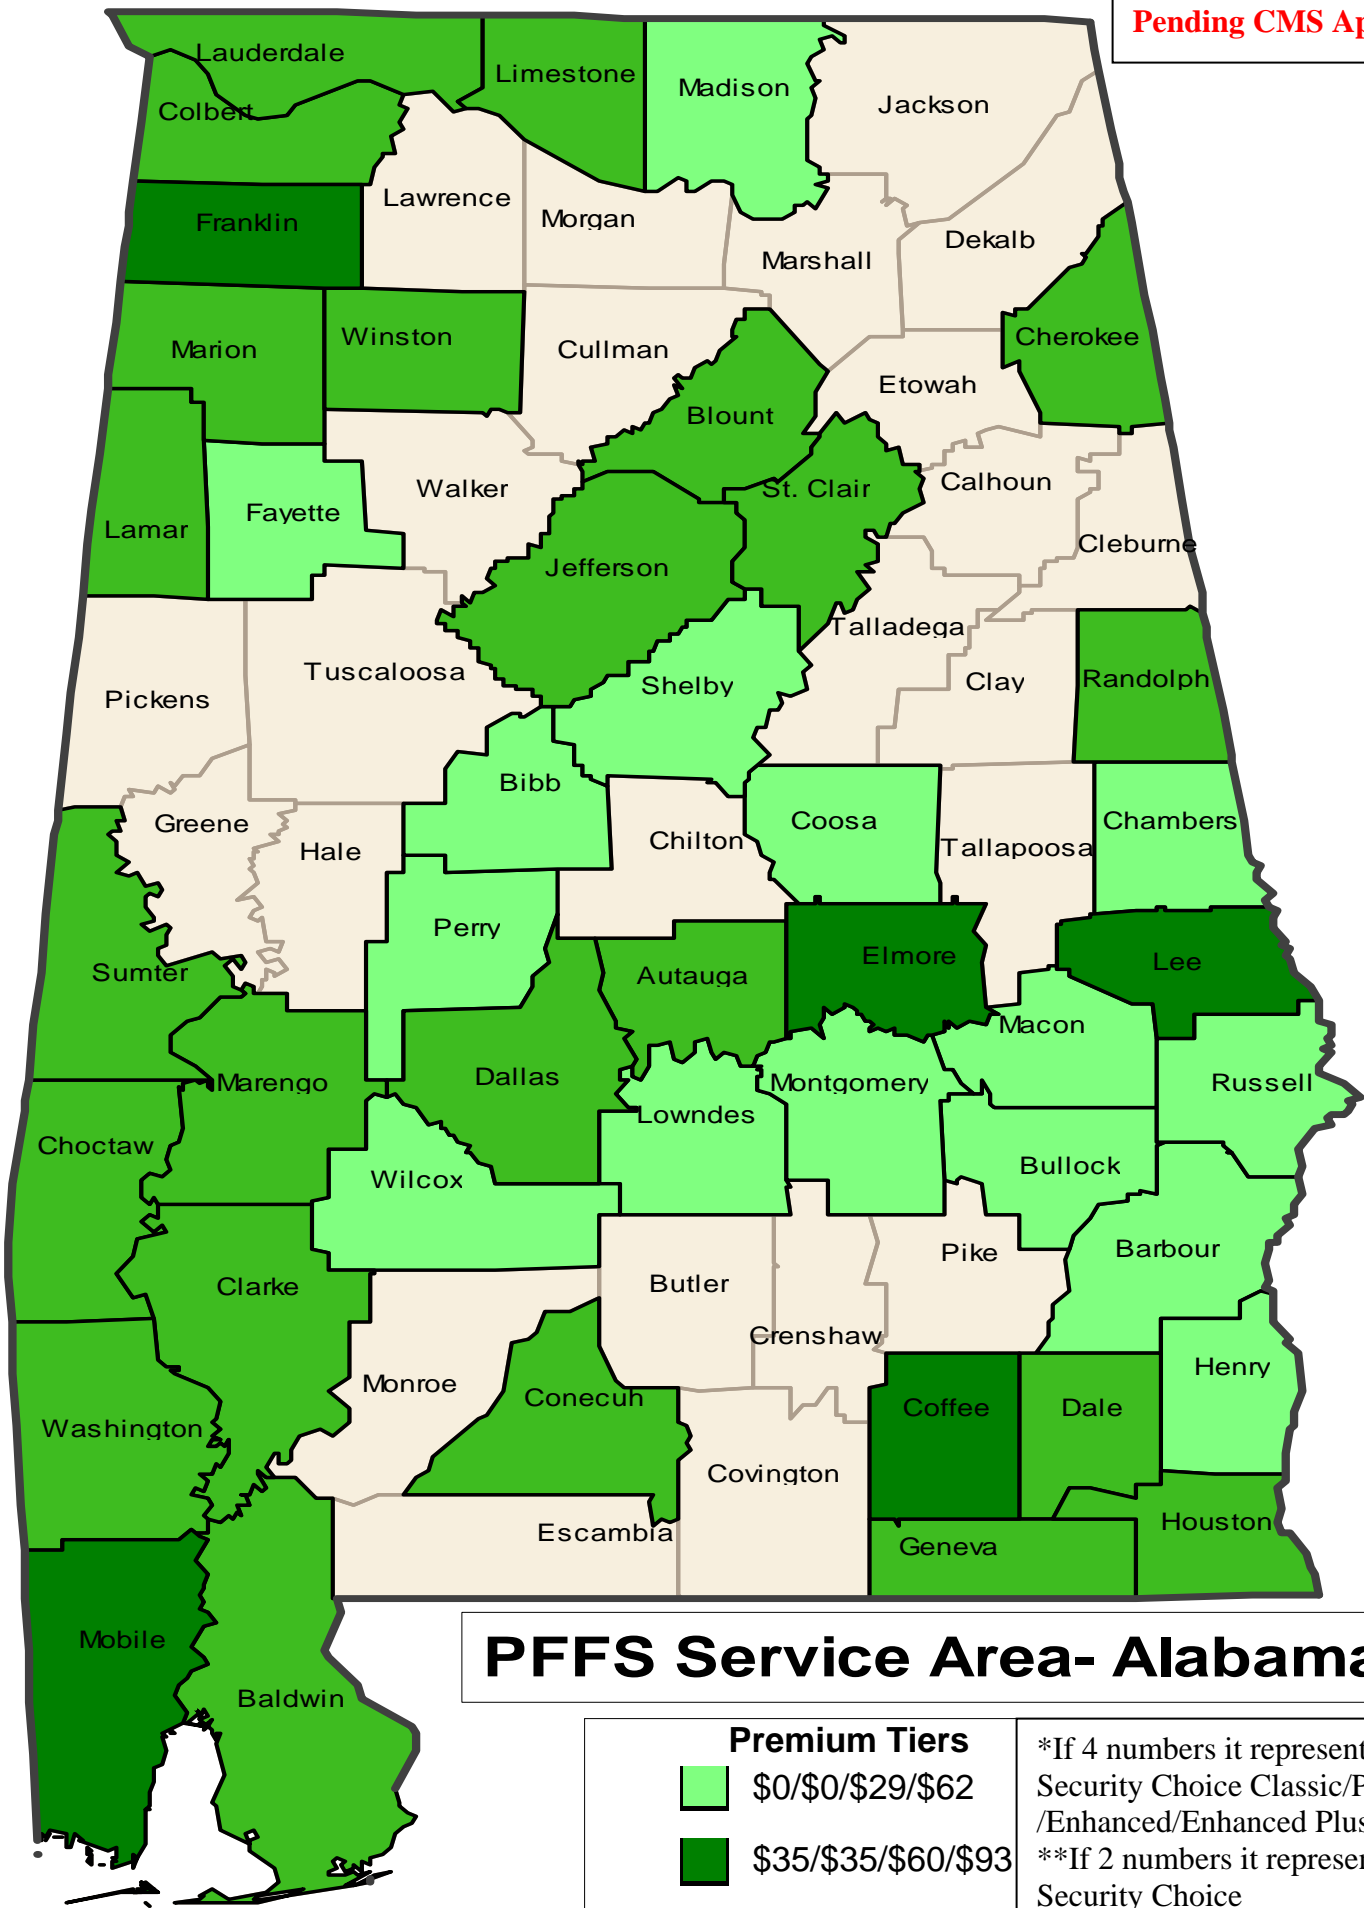 Pending CMS Ap
Lauderdale
Limestone
Madison
Jackson
Colbert
Lawrence
Morgan
Franklin
Dekalb
Marshall
Winston
Cherokee
Marion
Cullman
Etowah
Blount
Walker
St. Clair
Calhoun
Fayette
Lamar
Cleburne
Jefferson
Talladega
Tuscaloosa
Shelby
Clay
Randolph
Pickens
Bibb
Greene
Coosa
Chambers
Hale
Chilton
Tallapoosa
Perry
Elmore
Lee
Sumter
Autauga
Macon
Marengo
Dallas
Montgomery
Russell
Lowndes
Choctaw
Wilcox
Bullock
Pike
Barbour
Clarke
Butler
Crenshaw
Henry
Monroe
Conecuh
Coffee
Dale
Washington
Covington
Escambia
Houston
Geneva
Mobile
Baldwin
PFFS Service Area- Alabama
Premium Tiers
$0/$0/$29/$62
$35/$35/$60/$93
*If 4 numbers it represent
Security Choice Classic/P
/Enhanced/Enhanced Plus
**If 2 numbers it represen
Security Choice